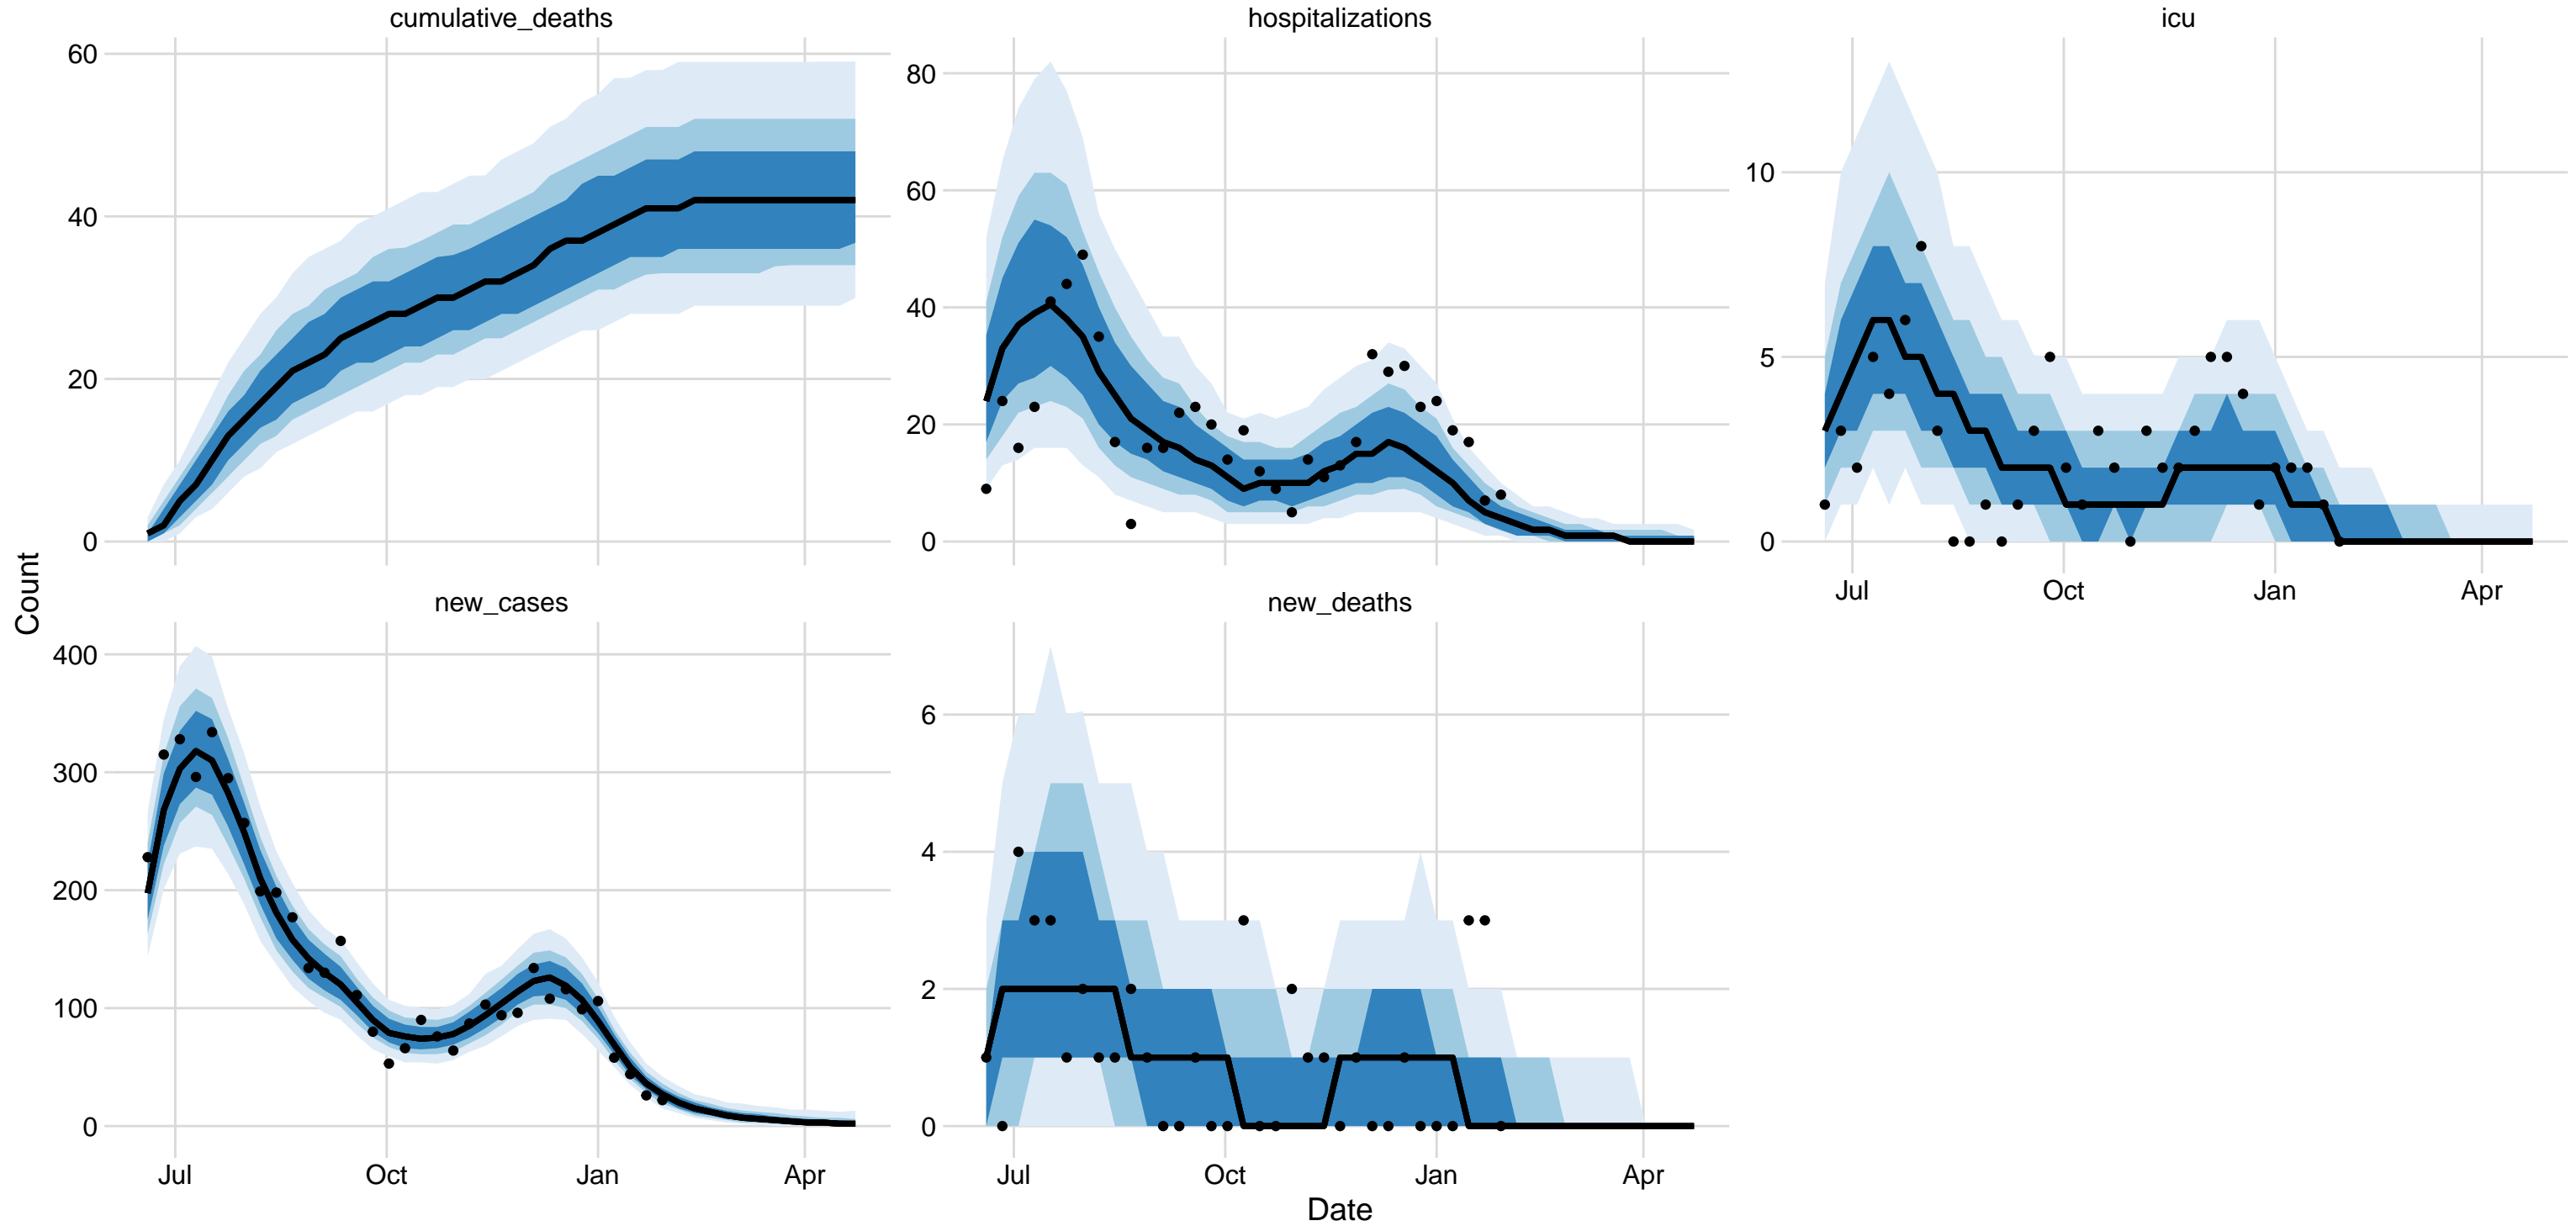 cumulative_deaths
hospitalizations
icu
60
40
20
0
80
60
40
20
0
10
5
0
Jul Oct Jan Apr
Count
new_cases
new_deaths
400
300
200
100
0
6
4
2
0
Jul Oct Jan Apr
Jul Oct Jan Apr
Date